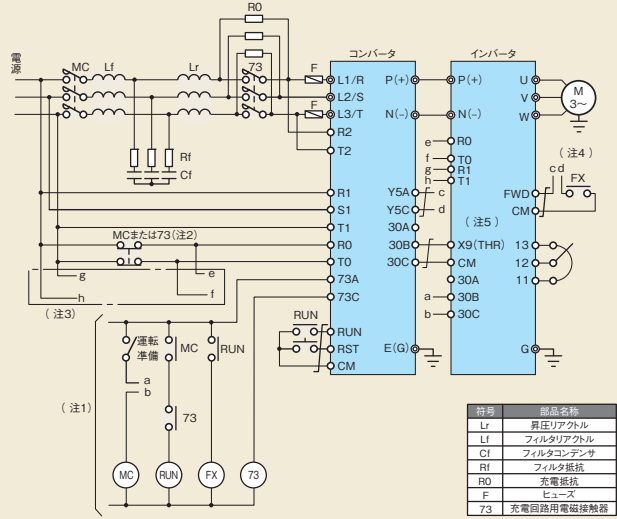 R0
電源
MC
Lf
Lr
73
F
F
Rf
Cf
コンバータ
L1/R
L2/S
L3/T
R2
T2
R1
S1
T1
R0
T0
73A
73C
RUN
RST
CM
P(+)
N(-)
Y5A
Y5C
30A
30B
30C
E(G)
c
d
インバータ
P(+)
N(-)
e
R0
f
T0
g
R1
h
T1
(注5)
X9(THR)
CM
30A
a
30B
b
30C
U
V
W
M
3~
(注4)
c d
FX
FWD
CM
13
12
11
G
MCまたは73(注2)
e
g
f
h
(注3)
(注1)
運転
準備
a
b
MC
73
RUN
RUN
MC
RUN
FX
73
符号 部品名称
Lr 昇圧リアクトル
Lf フィルタリアクトル
Cf フィルタコンデンサ
Rf フィルタ抵抗
R0 充電抵抗
F ヒューズ
73 充電回路用電磁接触器